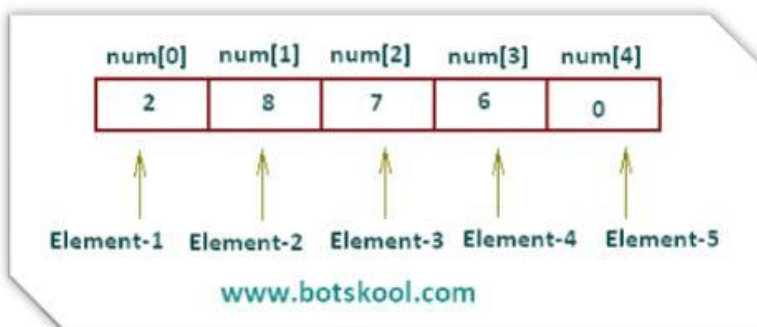 num[0] num[1] num[2] num[3] num[4]
2 8 7 6 0
Element-1 Element-2 Element-3 Element-4 Element-5
www.botskool.com